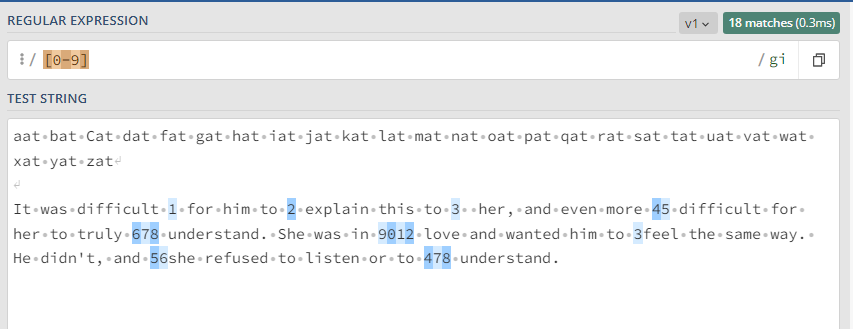 REGULAR EXPRESSION
v1 18 matches (0.3ms)
/ [0-9] / gi
TEST STRING
aat·bat·Cat·dat·fat·gat·hat·iat·jat·kat·lat·mat·nat·oat·pat·qat·rat·sat·tat·uat·vat·wat·
xat·yat·zat↵
↵
It·was·difficult·1·for·him·to·2·explain·this·to·3··her,·and·even·more·45·difficult·for·
her·to·truly·678·understand.·She·was·in·9012·love·and·wanted·him·to·3feel·the·same·way.·
He·didn't,·and·56she·refused·to·listen·or·to·478·understand.